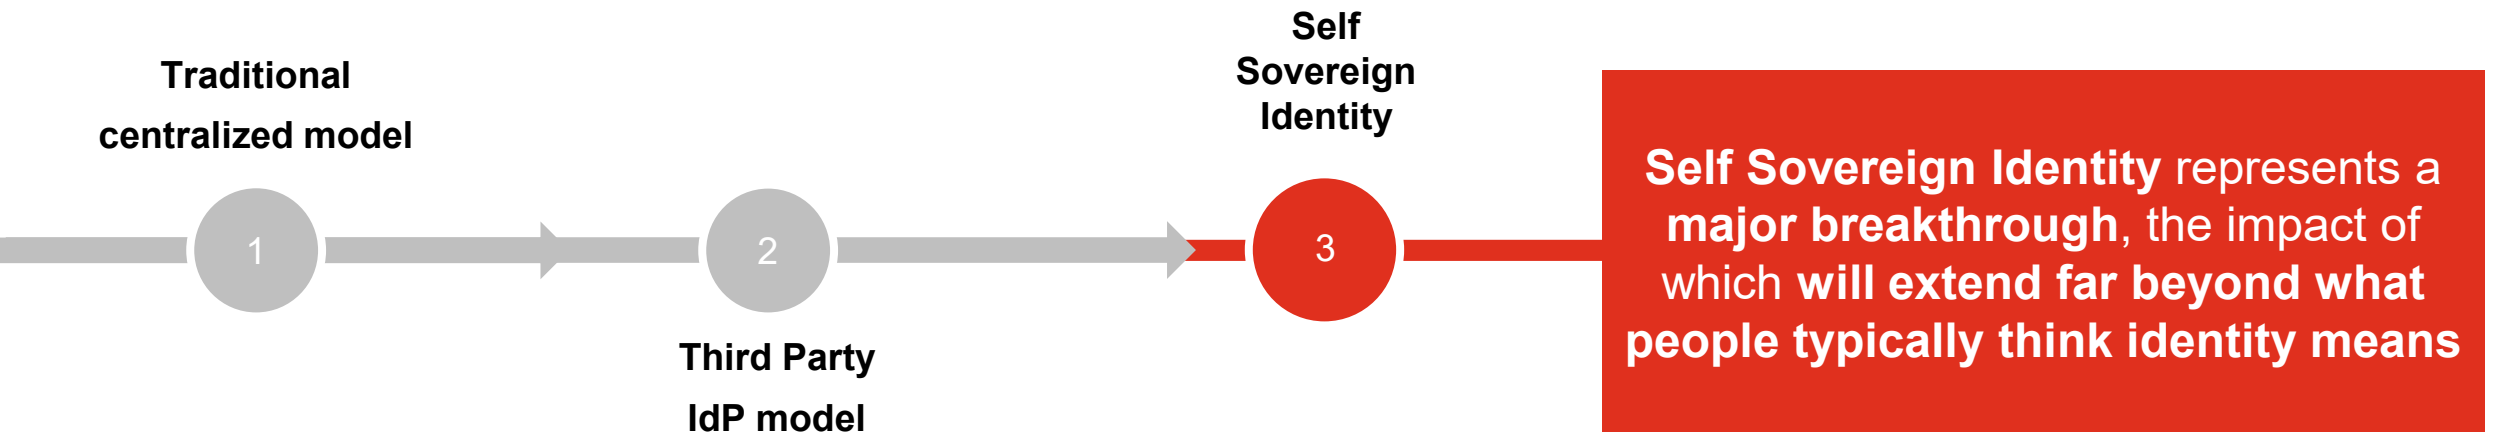 Traditional
centralized model
1
2
Third Party
IdP model
Self
Sovereign
Identity
3
Self Sovereign Identity represents a
major breakthrough, the impact of
which will extend far beyond what
people typically think identity means